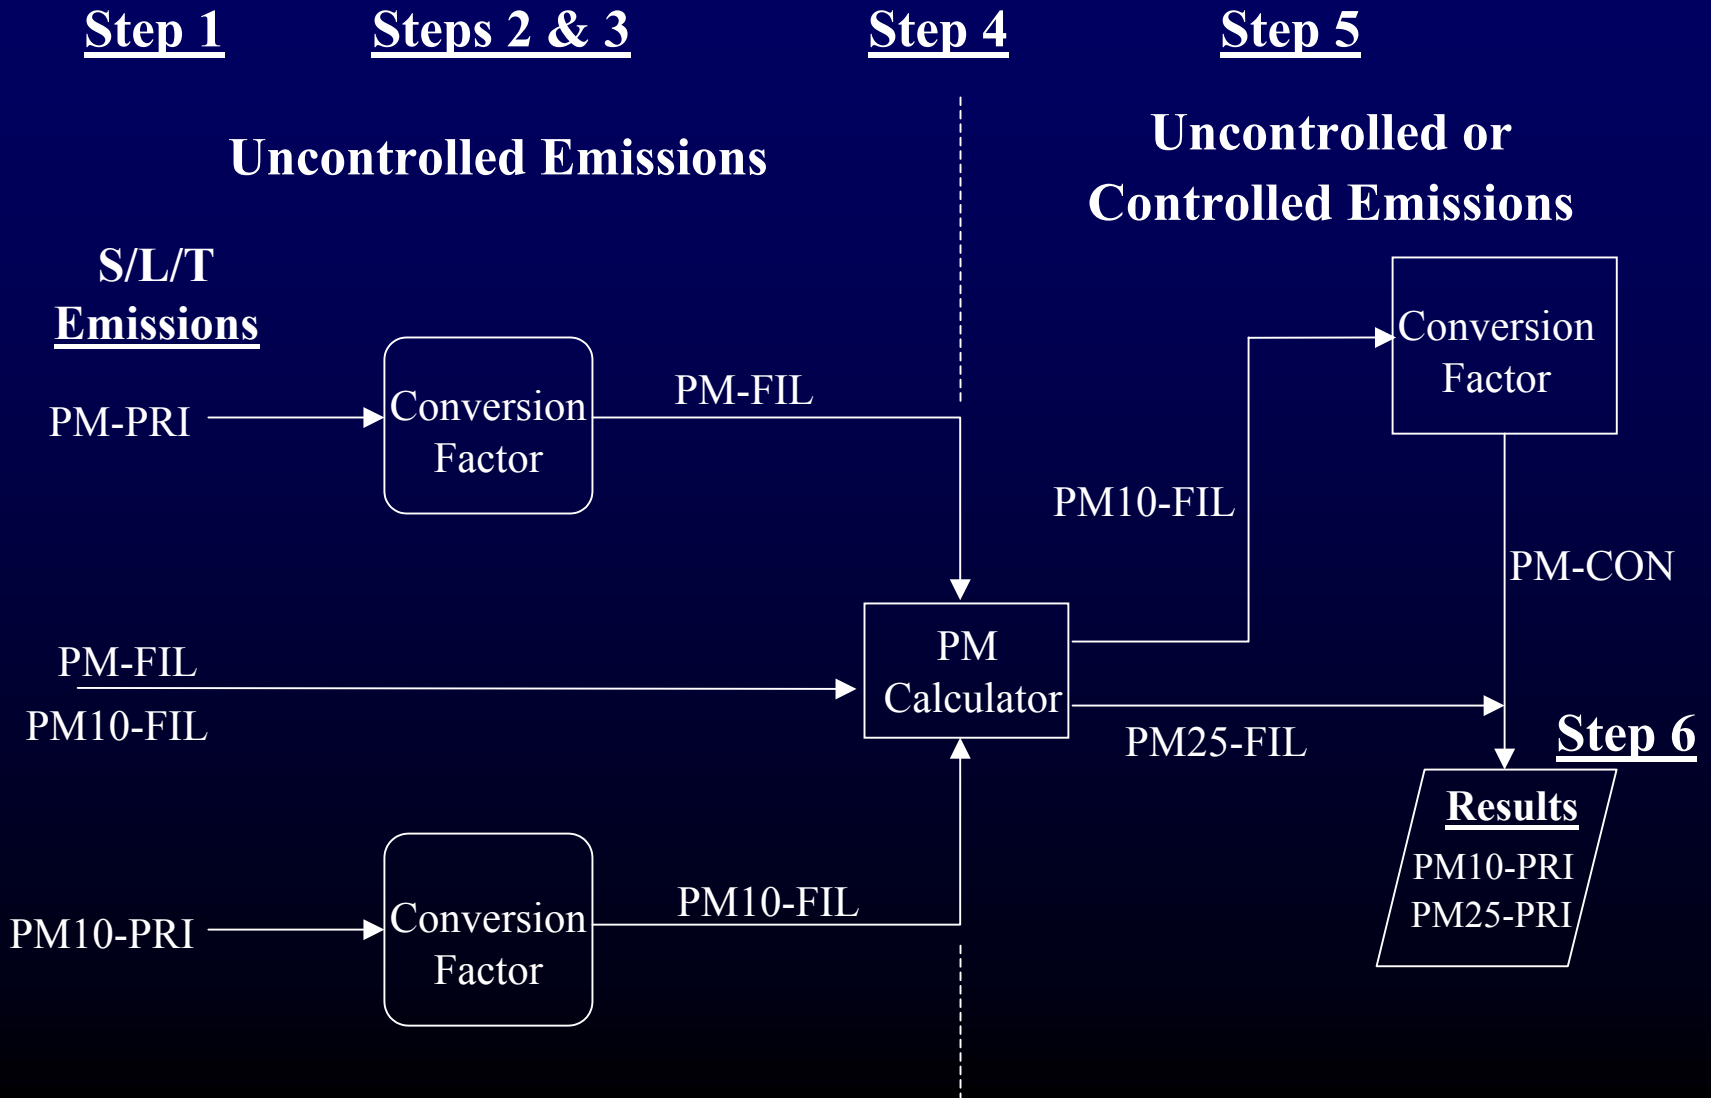 Step 1
Steps 2 & 3
Step 4
Step 5
Uncontrolled Emissions
Uncontrolled or
Controlled Emissions
S/L/T
Emissions
PM-PRI
Conversion
Factor
PM-FIL
Conversion
Factor
PM10-FIL
PM-CON
PM-FIL
PM10-FIL
PM
Calculator
PM25-FIL
Step 6
Results
PM10-PRI
PM25-PRI
PM10-PRI
Conversion
Factor
PM10-FIL